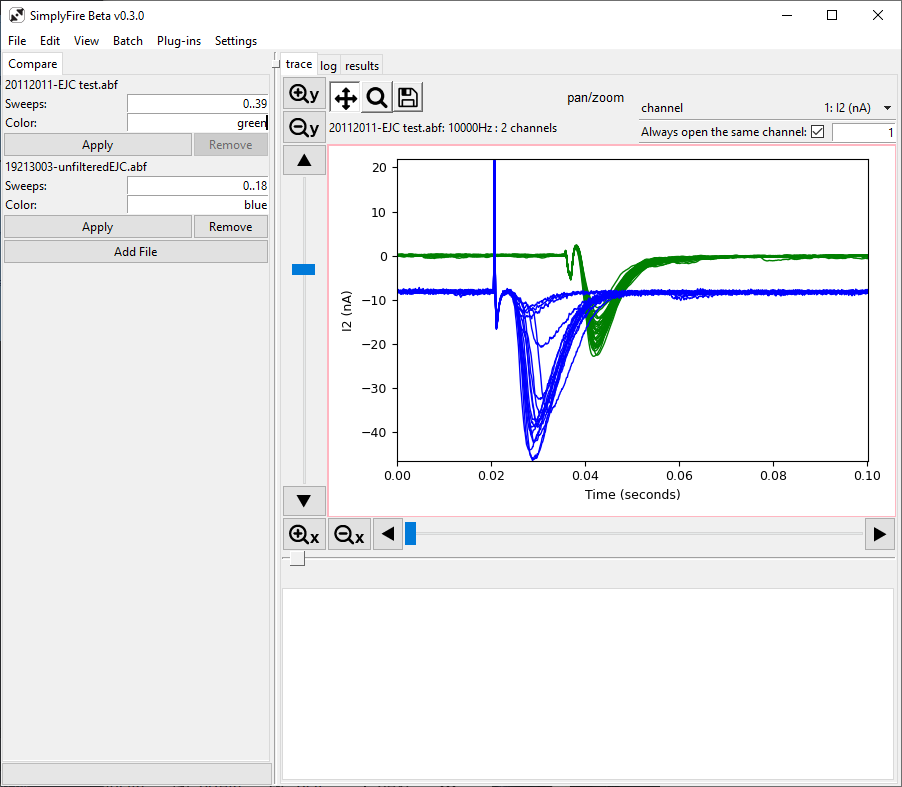 SimplyFire Beta v0.3.0
File Edit View Batch Plug-ins Settings
Compare
20112011-EJC test.abf
Sweeps: 0..39
Color: green
Apply Remove
19213003-unfilteredEJC.abf
Sweeps: 0..18
Color: blue
Apply Remove
Add File
trace log results
y
pan/zoom
channel 1: I2 (nA)
y
20112011-EJC test.abf: 10000Hz : 2 channels
Always open the same channel: 1
20
10
0
−10
−20
−30
−40
I2 (nA)
0.00 0.02 0.04 0.06 0.08 0.10
Time (seconds)
x x